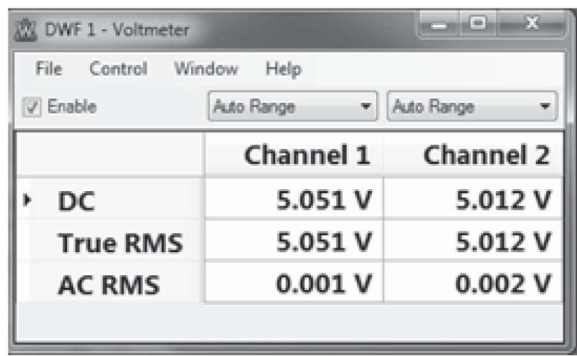 DWF 1 - Voltmeter
File Control Window Help
Enable Auto Range Auto Range
Channel 1 Channel 2
DC 5.051 V 5.012 V
True RMS 5.051 V 5.012 V
AC RMS 0.001 V 0.002 V